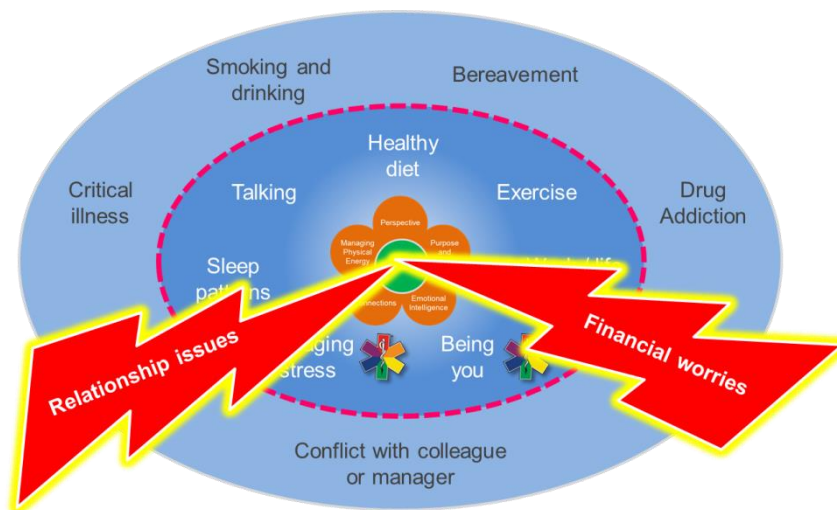 Smoking and
drinking
Bereavement
Healthy
diet
Critical
illness
Talking
Exercise
Drug
Addiction
Perspective
Managing
Physical
Energy
Purpose
and
Sleep
Emotional
Intelligence
Relationship issues
Financial worries
stress
Being
you
Conflict with colleague
or manager